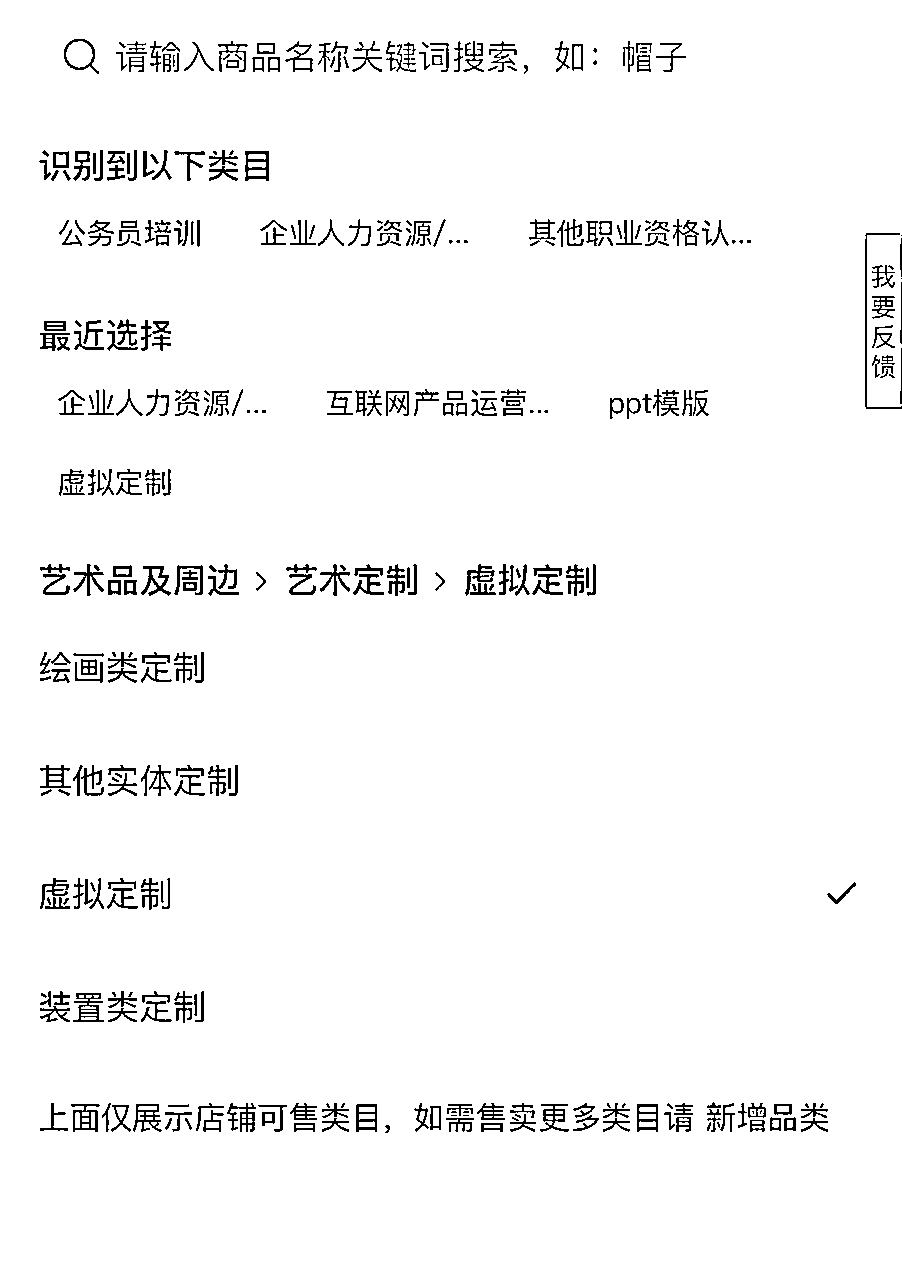 请输入商品名称关键词搜索，如：帽子
识别到以下类目
公务员培训 企业人力资源/... 其他职业资格认...
我要反馈
最近选择
企业人力资源/... 互联网产品运营... ppt模版
虚拟定制
艺术品及周边 > 艺术定制 > 虚拟定制
绘画类定制
其他实体定制
虚拟定制
装置类定制
上面仅展示店铺可售类目，如需售卖更多类目请 新增品类